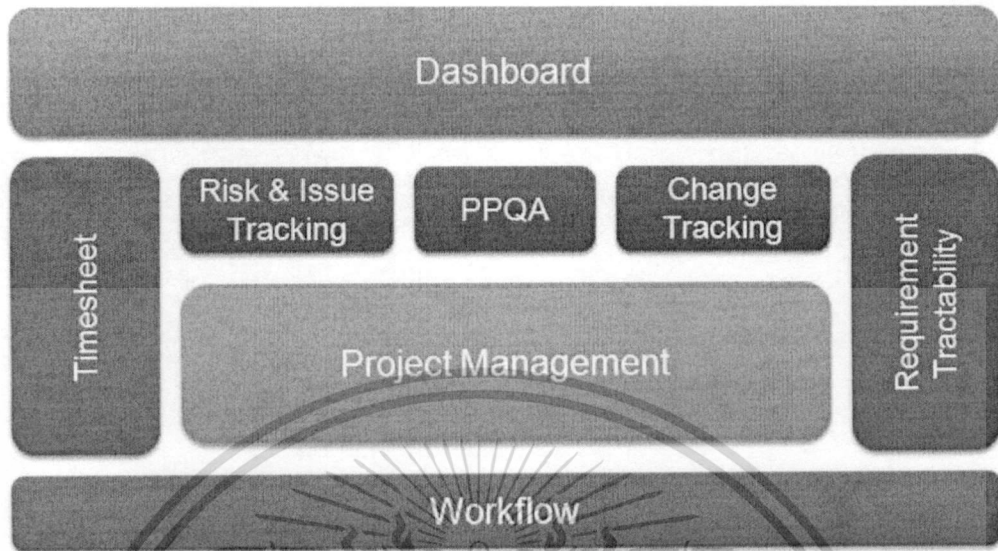 Dashboard
Timesheet
Risk & Issue
Tracking
PPQA
Change
Tracking
Requirement
Tractability
Project Management
Workflow